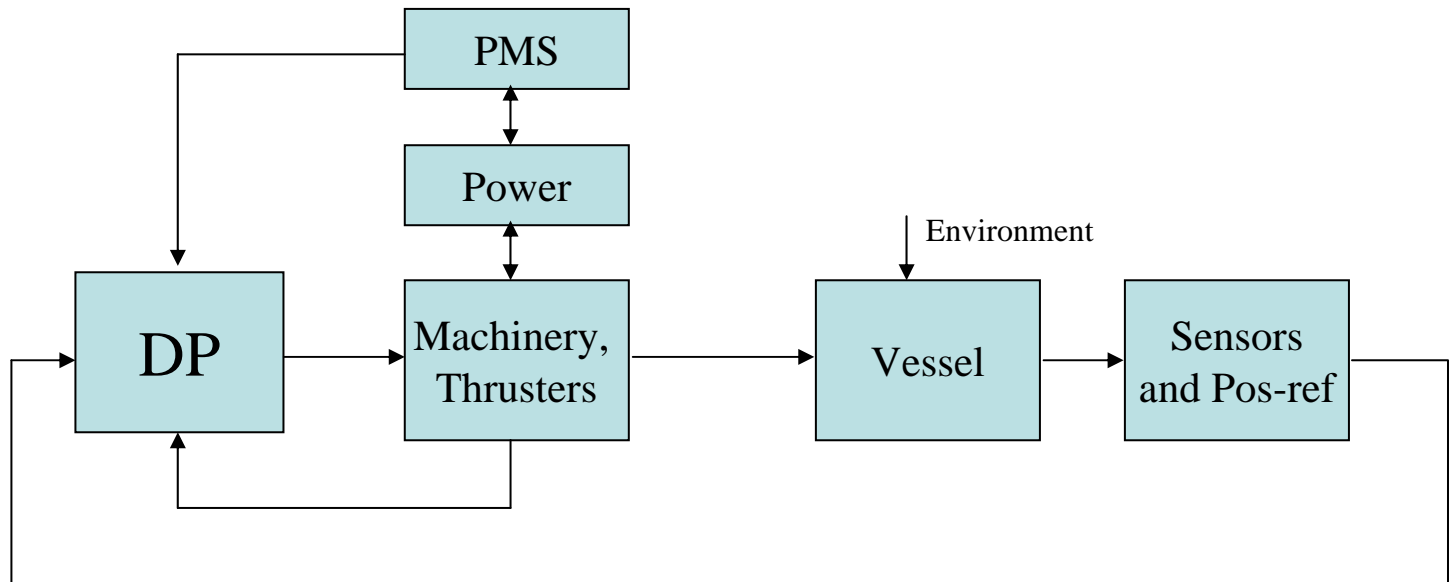 PMS
Power
Environment
DP
Machinery,
Thrusters
Vessel
Sensors
and Pos-ref